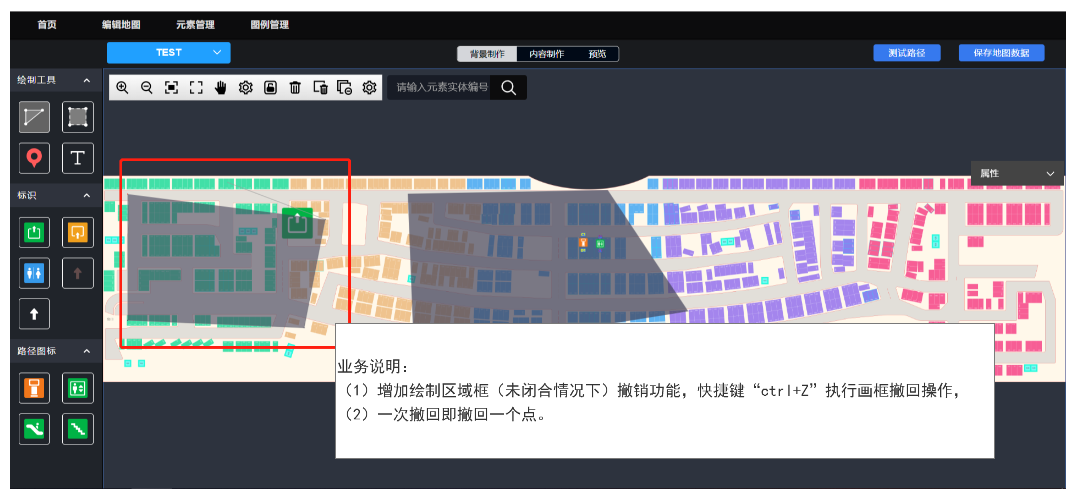 首页 编辑地图 元素管理 图例管理
TEST 背景制作 内容制作 预览 测试路径 保存地图数据
绘制工具
请输入元素实体编号
T
属性
标识
路径图标
业务说明：
（1）增加绘制区域框（未闭合情况下）撤销功能，快捷键“ctrl+Z”执行画框撤回操作，
（2）一次撤回即撤回一个点。